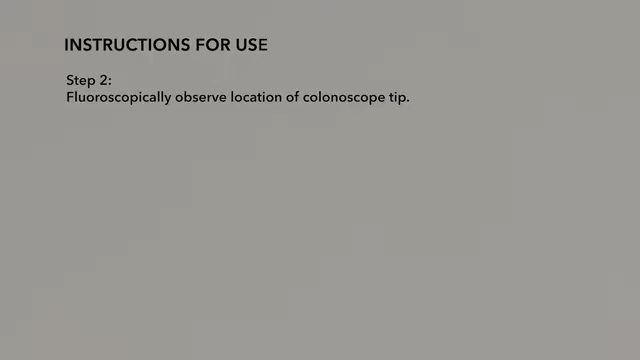 INSTRUCTIONS FOR USE
Step 2:
Fluoroscopically observe location of colonoscope tip.